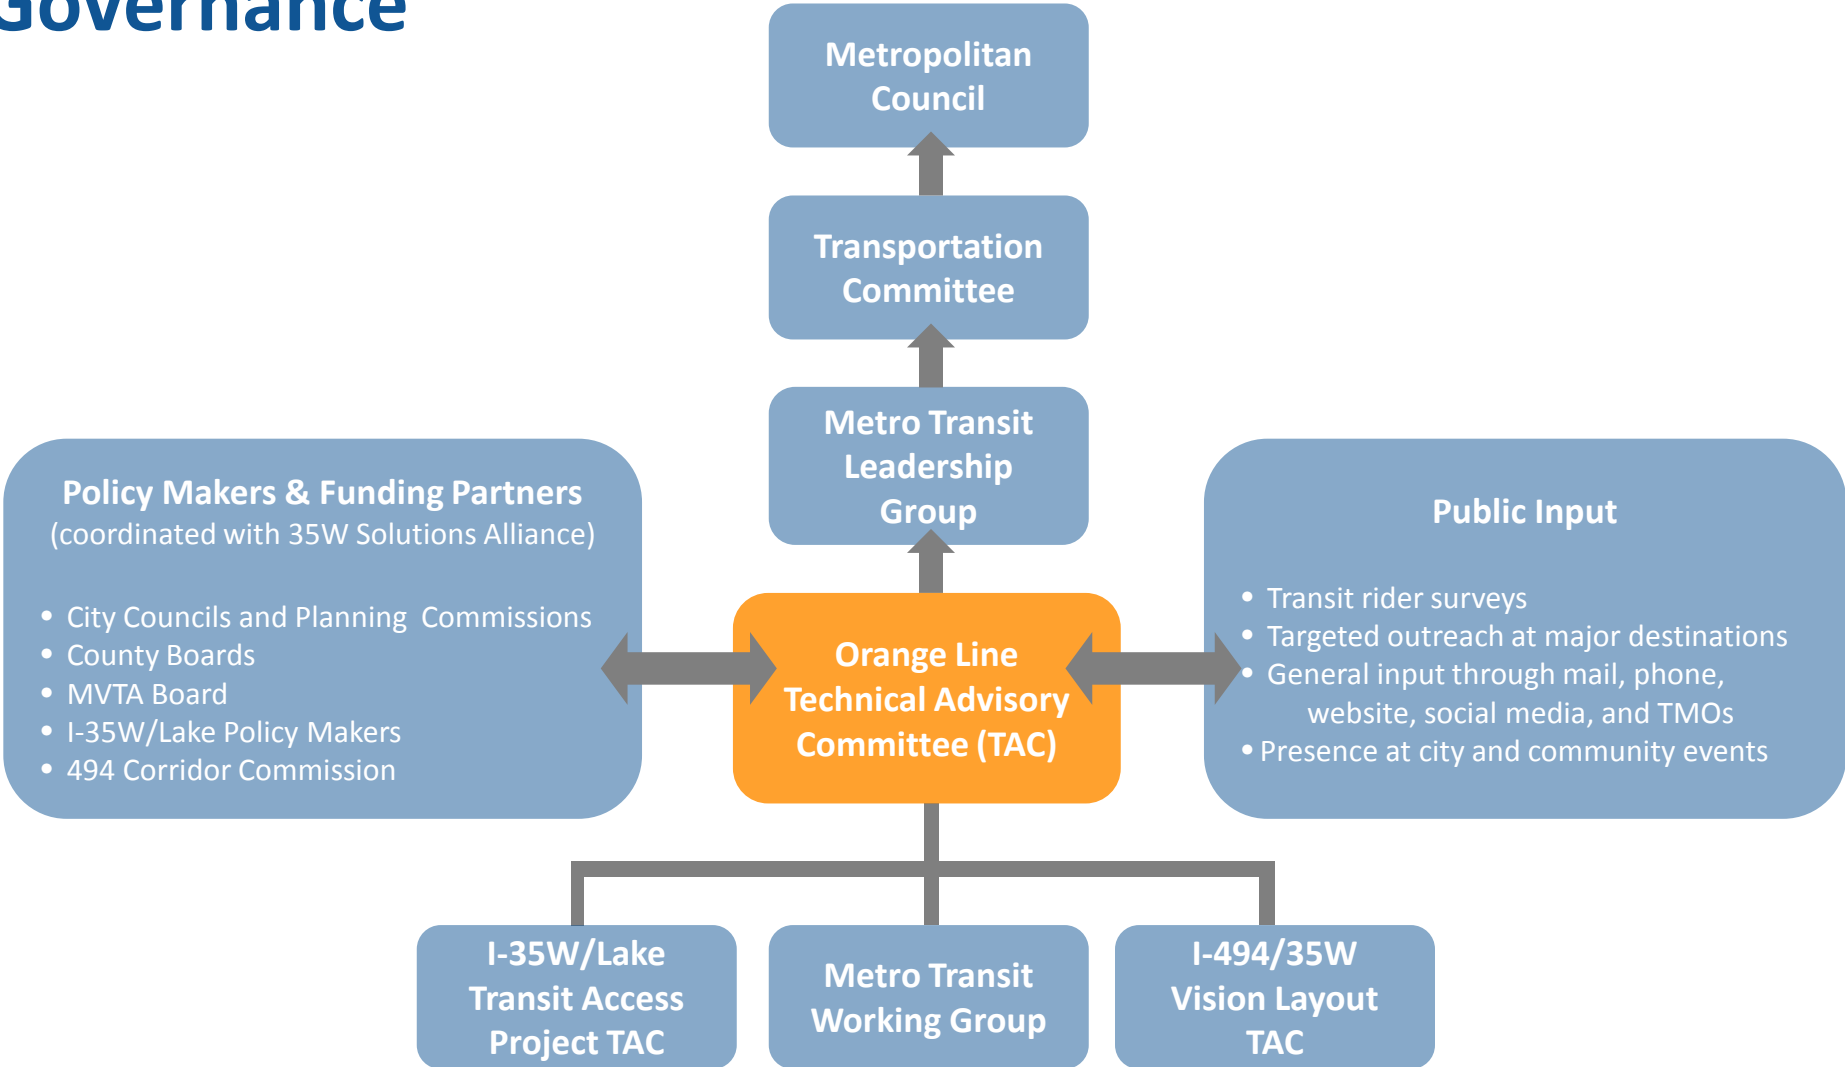 Governance
Metropolitan
Council
Transportation
Committee
Metro Transit
Leadership
Group
Policy Makers & Funding Partners
(coordinated with 35W Solutions Alliance)
• City Councils and Planning  Commissions
• County Boards
• MVTA Board
• I-35W/Lake Policy Makers
• 494 Corridor Commission
Orange Line
Technical Advisory
Committee (TAC)
Public Input
• Transit rider surveys
• Targeted outreach at major destinations
• General input through mail, phone,
website, social media, and TMOs
• Presence at city and community events
I-35W/Lake
Transit Access
Project TAC
Metro Transit
Working Group
I-494/35W
Vision Layout
TAC